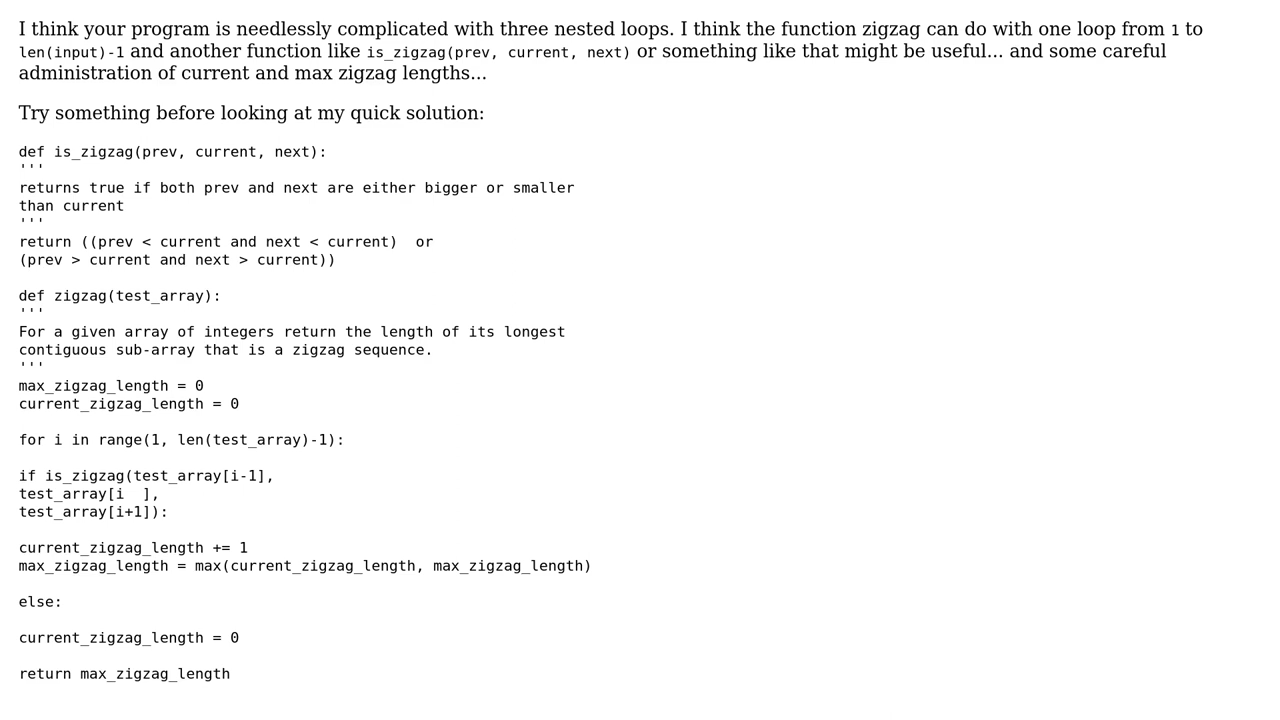 I think your program is needlessly complicated with three nested loops. I think the function zigzag can do with one loop from 1 to
len(input)-1 and another function like is_zigzag(prev, current, next) or something like that might be useful... and some careful
administration of current and max zigzag lengths...
Try something before looking at my quick solution:
def is_zigzag(prev, current, next):
'''
returns true if both prev and next are either bigger or smaller
than current
'''
return ((prev < current and next < current)  or
(prev > current and next > current))
def zigzag(test_array):
'''
For a given array of integers return the length of its longest
contiguous sub-array that is a zigzag sequence.
'''
max_zigzag_length = 0
current_zigzag_length = 0
for i in range(1, len(test_array)-1):
if is_zigzag(test_array[i-1],
test_array[i  ],
test_array[i+1]):
current_zigzag_length += 1
max_zigzag_length = max(current_zigzag_length, max_zigzag_length)
else:
current_zigzag_length = 0
return max_zigzag_length